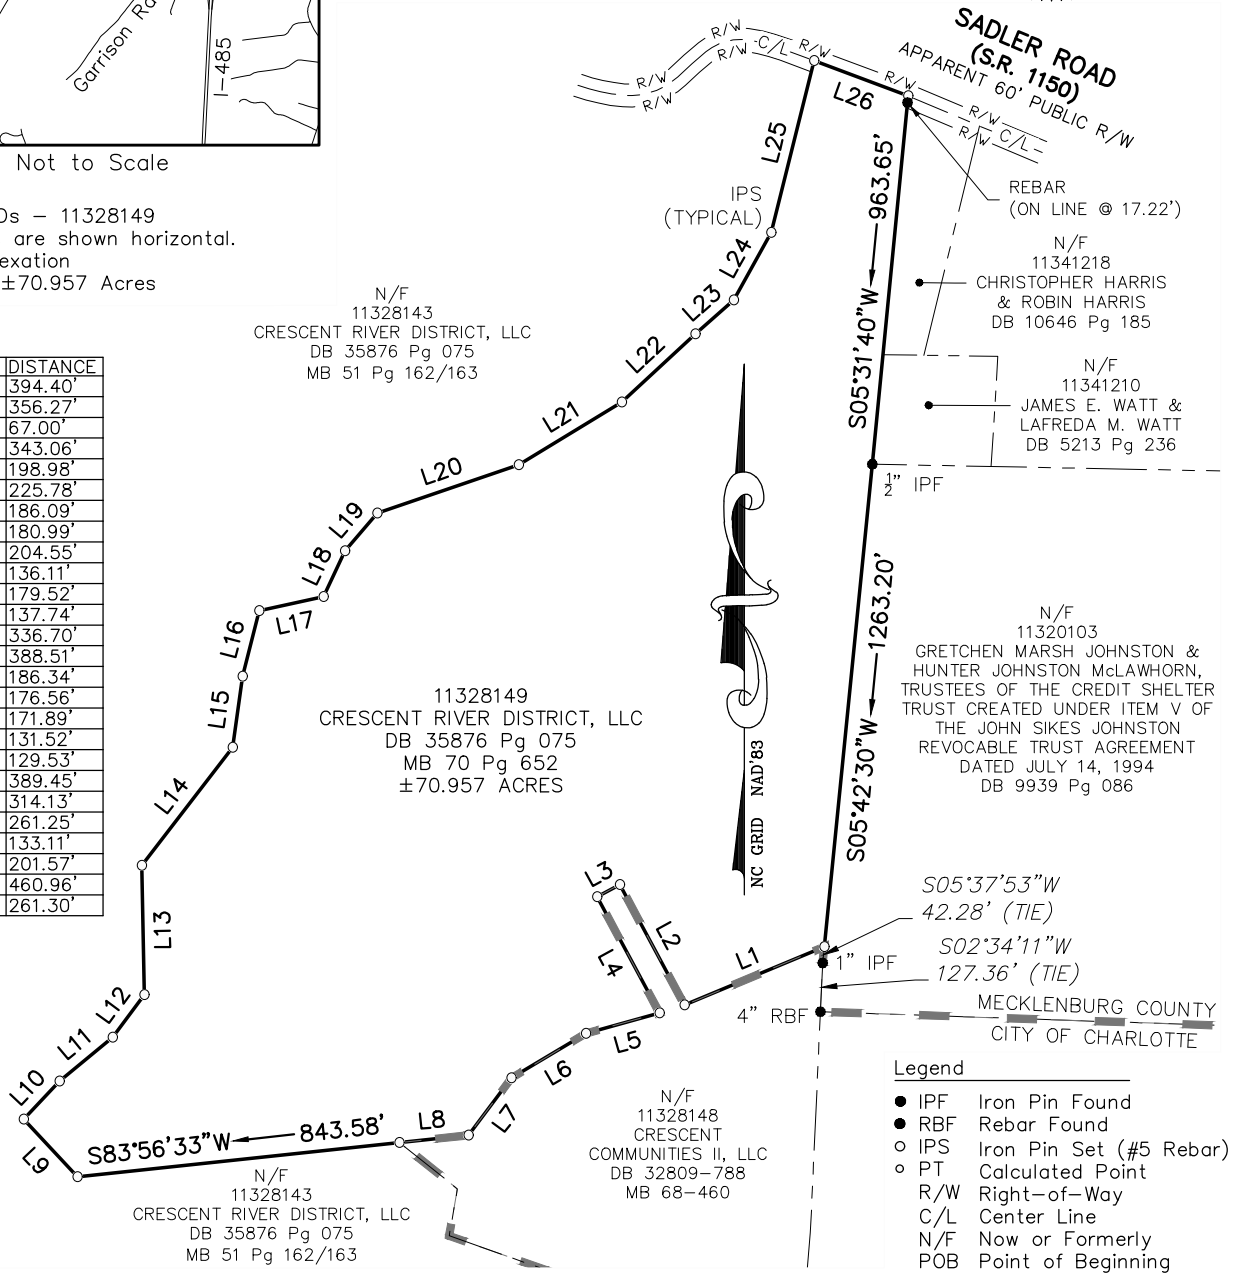 Garrison Ra
I-485
Not to Scale
Ds – 11328149
are shown horizontal.
exation
±70.957 Acres
DISTANCE
394.40'
356.27'
67.00'
343.06'
198.98'
225.78'
186.09'
180.99'
204.55'
136.11'
179.52'
137.74'
336.70'
388.51'
186.34'
176.56'
171.89'
131.52'
129.53'
389.45'
314.13'
261.25'
133.11'
201.57'
460.96'
261.30'
SADLER ROAD
(S.R. 1150)
APPARENT 60' PUBLIC R/W
R/W
R/W
R/W
R/W
C/L
R/W
R/W
R/W
R/W
C/L
L26
L25
IPS
(TYPICAL)
L24
L23
L22
L21
L20
L19
L18
L17
L16
L15
L14
L13
L12
L11
L10
L9
S83°56'33"W 843.58'
L8
L7
L6
L5
L4
L3
L2
L1
S05°31'40"W 963.65'
S05°42'30"W 1263.20'
REBAR
(ON LINE @ 17.22')
N/F
11341218
CHRISTOPHER HARRIS
& ROBIN HARRIS
DB 10646 Pg 185
N/F
11341210
JAMES E. WATT &
LAFREDA M. WATT
DB 5213 Pg 236
½" IPF
N/F
11328143
CRESCENT RIVER DISTRICT, LLC
DB 35876 Pg 075
MB 51 Pg 162/163
11328149
CRESCENT RIVER DISTRICT, LLC
DB 35876 Pg 075
MB 70 Pg 652
±70.957 ACRES
NC GRID NAD'83
N/F
11320103
GRETCHEN MARSH JOHNSTON &
HUNTER JOHNSTON McLAWHORN,
TRUSTEES OF THE CREDIT SHELTER
TRUST CREATED UNDER ITEM V OF
THE JOHN SIKES JOHNSTON
REVOCABLE TRUST AGREEMENT
DATED JULY 14, 1994
DB 9939 Pg 086
S05°37'53"W
42.28' (TIE)
S02°34'11"W
127.36' (TIE)
1" IPF
4" RBF
MECKLENBURG COUNTY
CITY OF CHARLOTTE
N/F
11328148
CRESCENT
COMMUNITIES II, LLC
DB 32809–788
MB 68–460
N/F
11328143
CRESCENT RIVER DISTRICT, LLC
DB 35876 Pg 075
MB 51 Pg 162/163
Legend
IPF Iron Pin Found
RBF Rebar Found
IPS Iron Pin Set (#5 Rebar)
PT Calculated Point
R/W Right–of–Way
C/L Center Line
N/F Now or Formerly
POB Point of Beginning